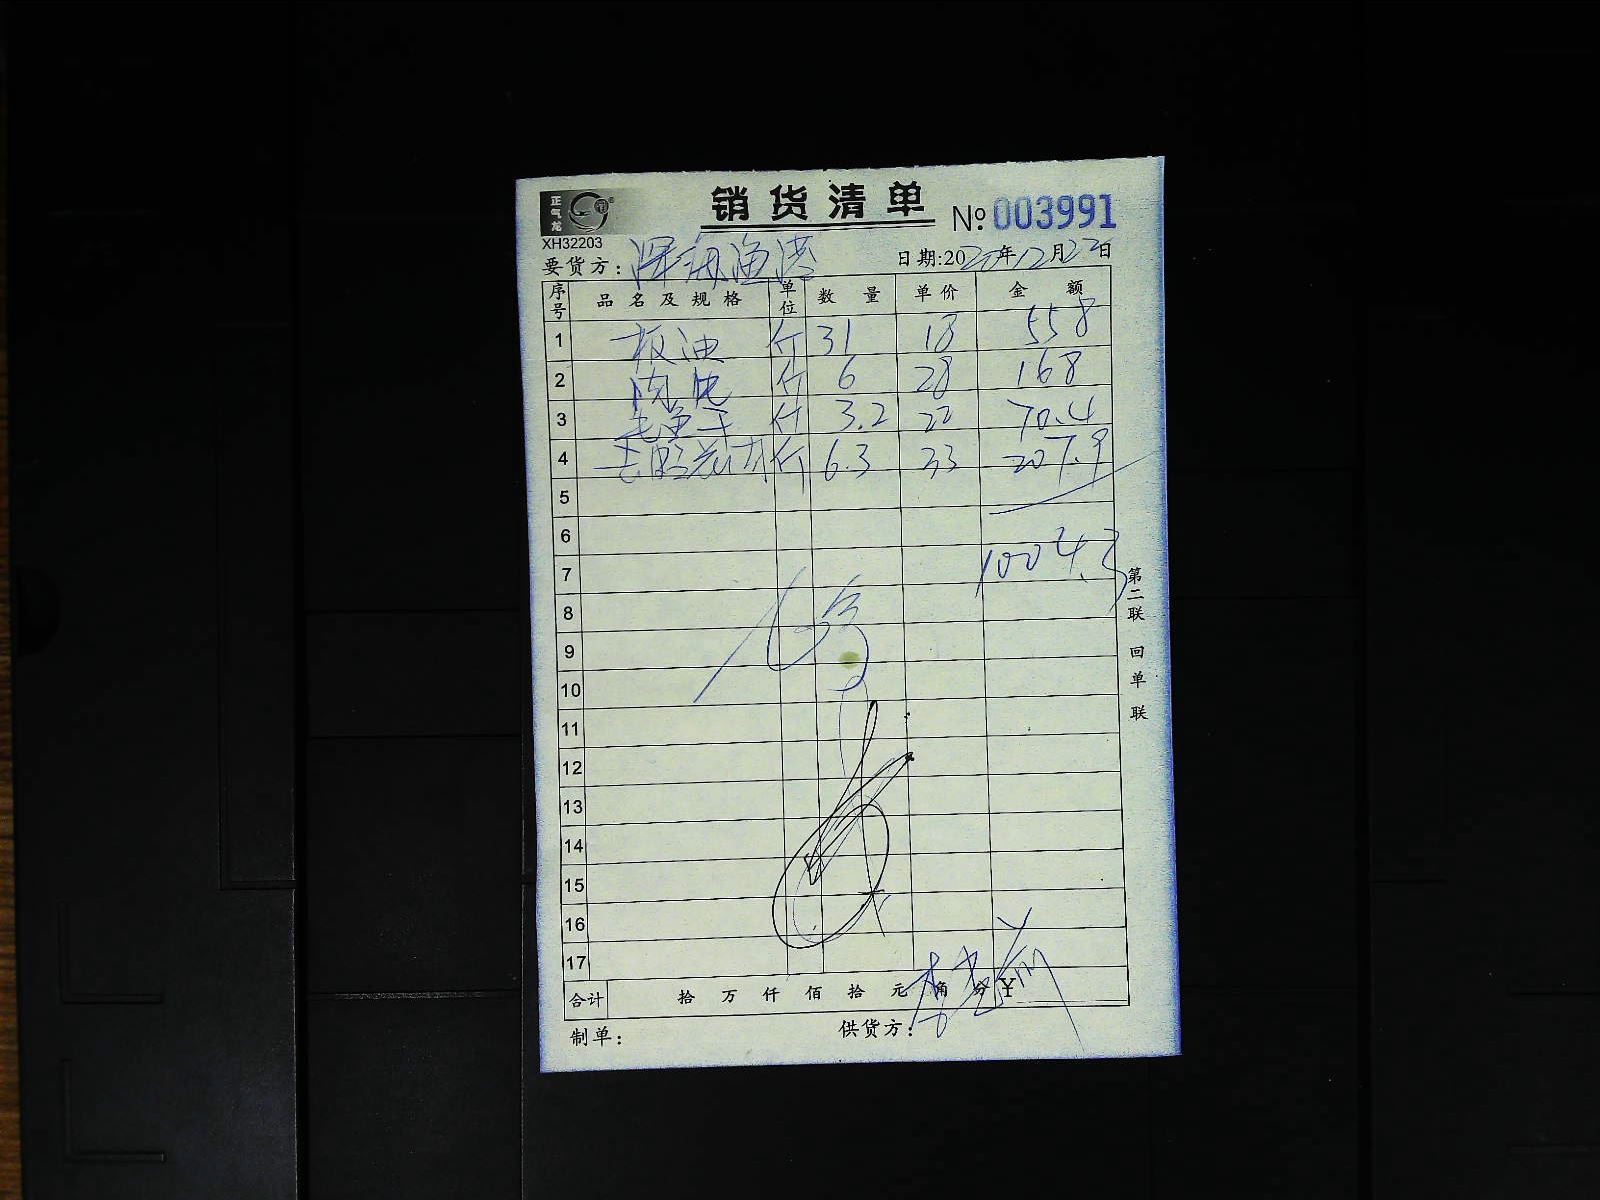 正气龙
销货清单
№ 003991
XH32203
要货方: 深海渔港
日期:2020年12月22日
序号 品名及规格 单位 数量 单价 金额
1 板油 斤 31 18 558
2 肉 斤 6 28 168
3 斤 3.2 22 70.4
4 斤 6.3 33 207.9
5
6
1004.3
7
8
9
10
11
12
13
14
15
16
17
合计 拾 万 仟 佰 拾 元 角 分 ¥
制单:
供货方: 李
第二联 回单联